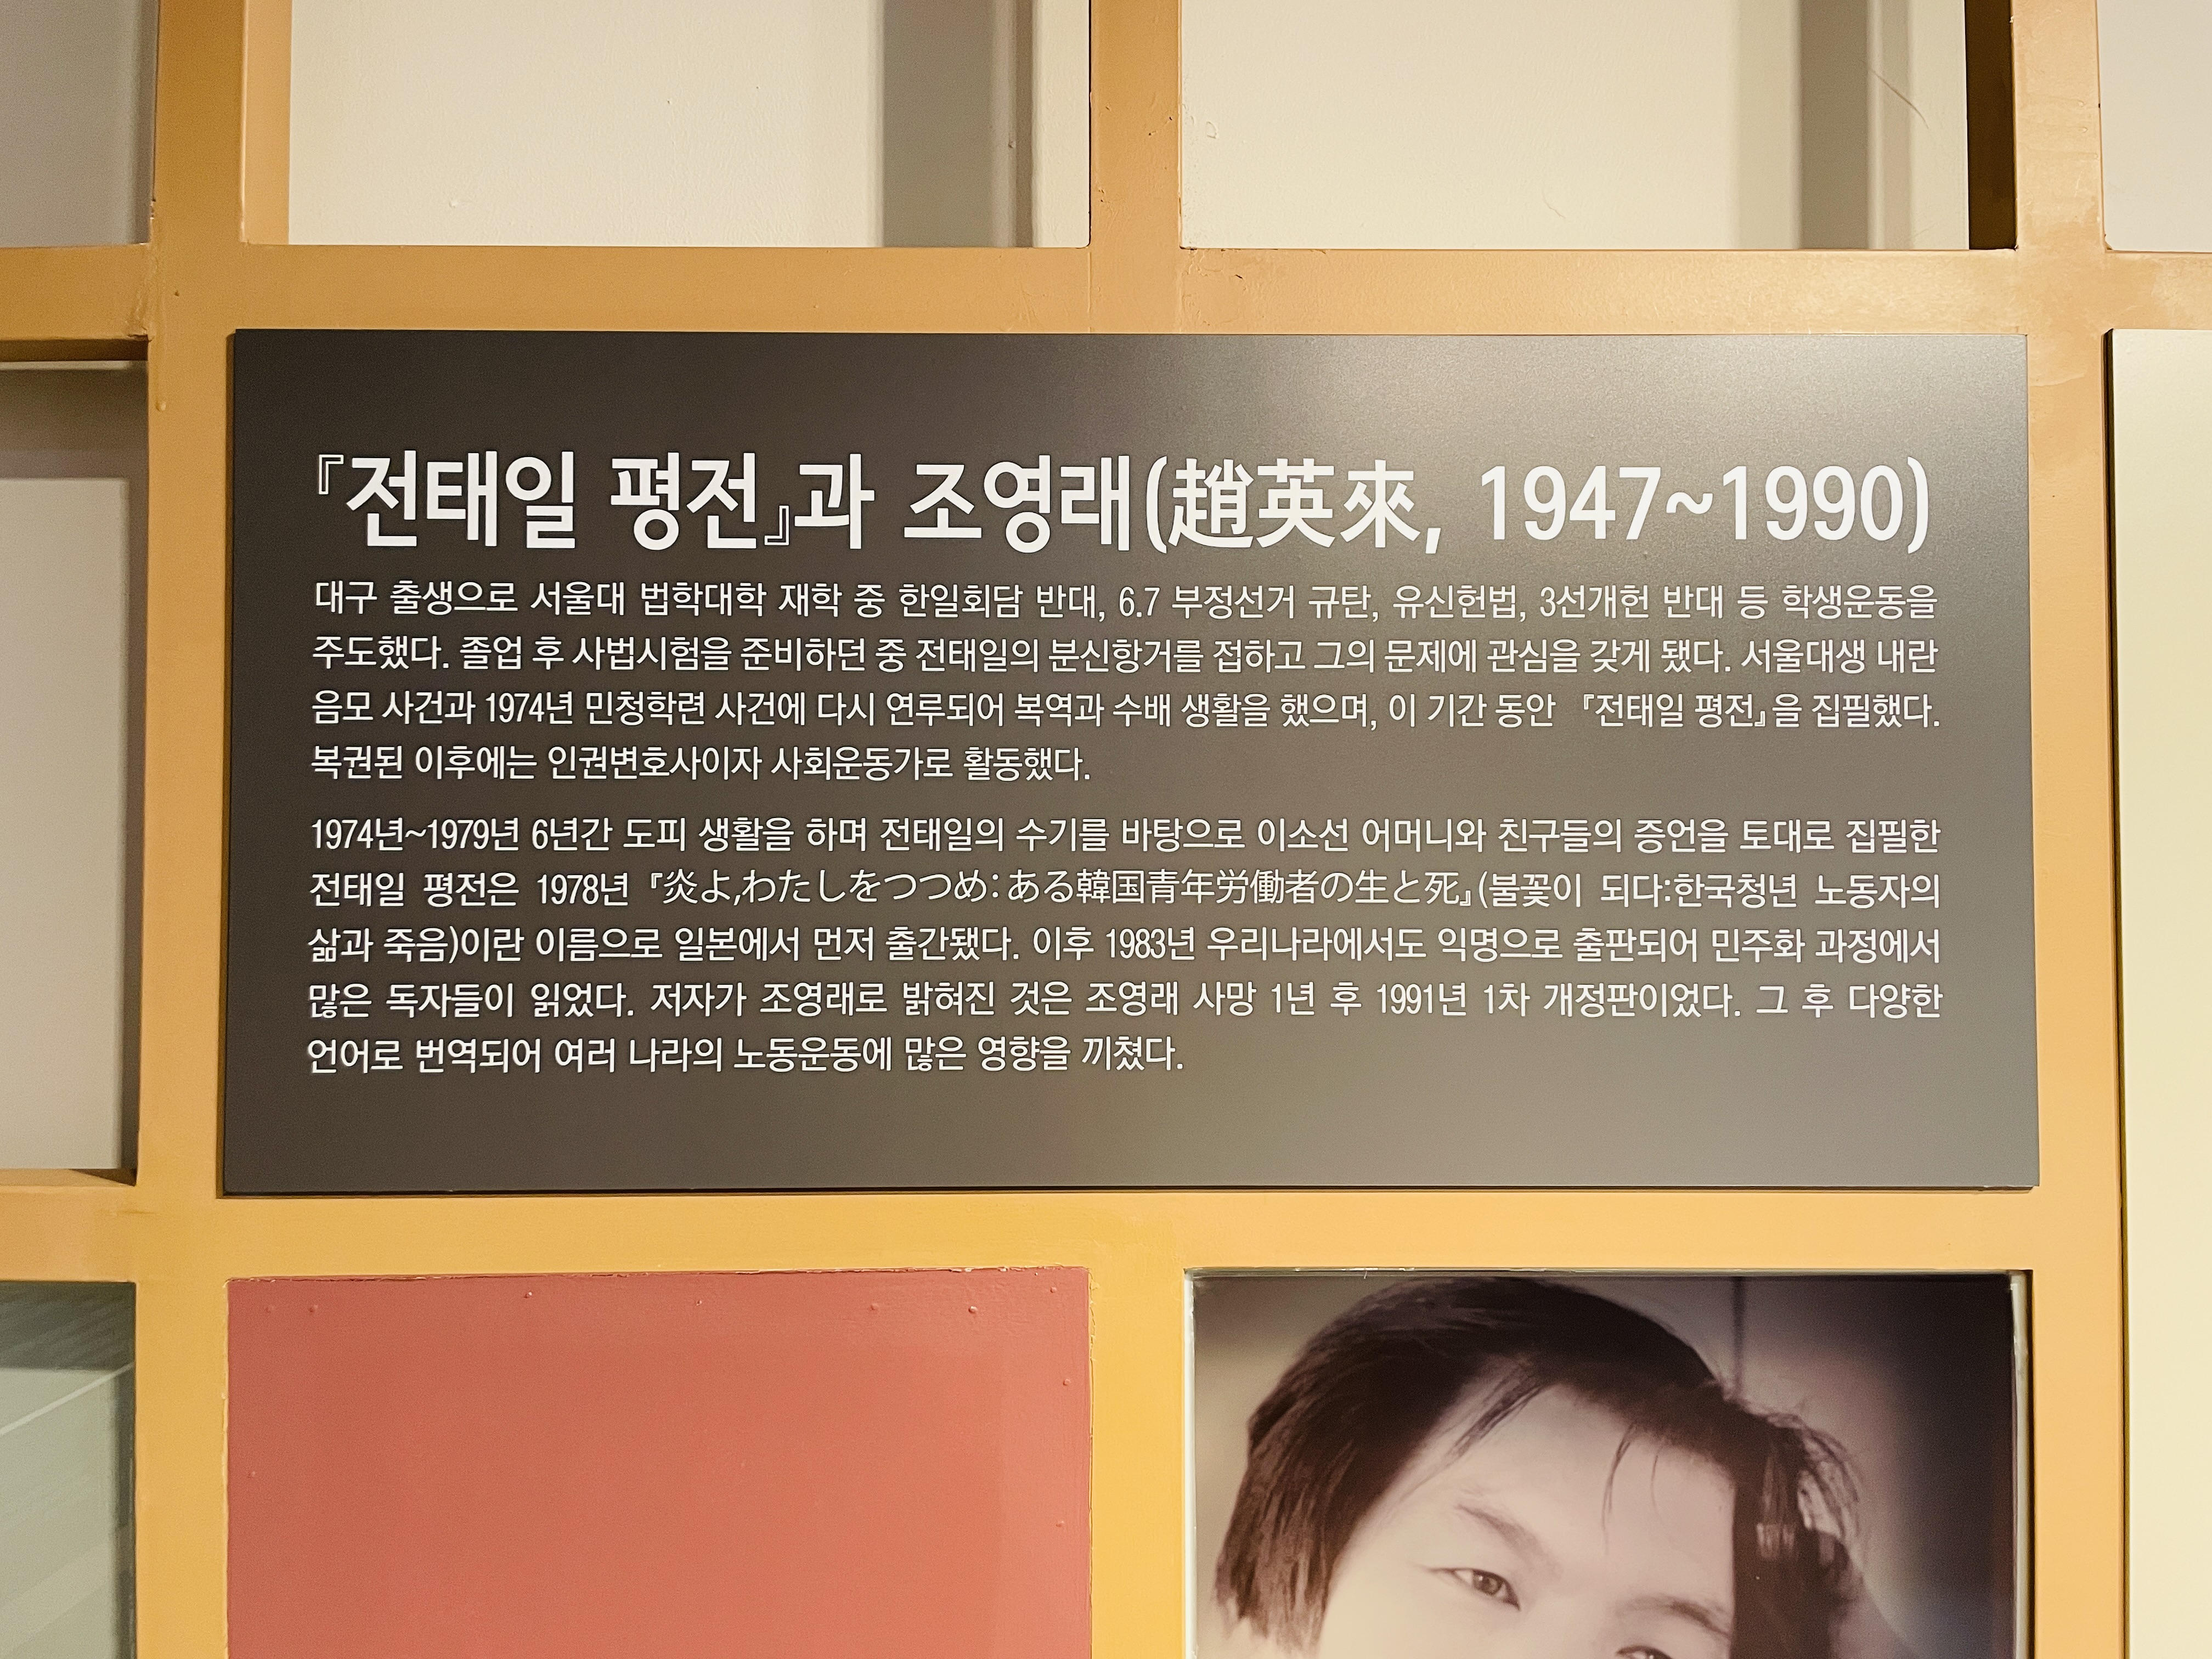 『전태일 평전』과 조영래(趙英來, 1947~1990)
대구 출생으로 서울대 법학대학 재학 중 한일회담 반대, 6.7 부정선거 규탄, 유신헌법, 3선개헌 반대 등 학생운동을
주도했다. 졸업 후 사법시험을 준비하던 중 전태일의 분신항거를 접하고 그의 문제에 관심을 갖게 됐다. 서울대생 내란
음모 사건과 1974년 민청학련 사건에 다시 연루되어 복역과 수배 생활을 했으며, 이 기간 동안 『전태일 평전』을 집필했다.
복권된 이후에는 인권변호사이자 사회운동가로 활동했다.
1974년~1979년 6년간 도피 생활을 하며 전태일의 수기를 바탕으로 이소선 어머니와 친구들의 증언을 토대로 집필한
전태일 평전은 1978년 『炎よ,わたしをつつめ：ある韓国青年労働者の生と死』(불꽃이 되다:한국청년 노동자의
삶과 죽음)이란 이름으로 일본에서 먼저 출간됐다. 이후 1983년 우리나라에서도 익명으로 출판되어 민주화 과정에서
많은 독자들이 읽었다. 저자가 조영래로 밝혀진 것은 조영래 사망 1년 후 1991년 1차 개정판이었다. 그 후 다양한
언어로 번역되어 여러 나라의 노동운동에 많은 영향을 끼쳤다.